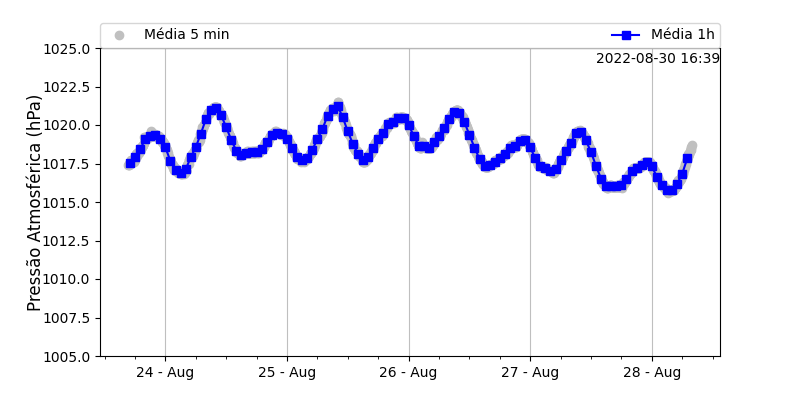 Média 5 min
Média 1h
2022-08-30 16:39
Pressão Atmosférica (hPa)
1025.0
1022.5
1020.0
1017.5
1015.0
1012.5
1010.0
1007.5
1005.0
24 - Aug
25 - Aug
26 - Aug
27 - Aug
28 - Aug